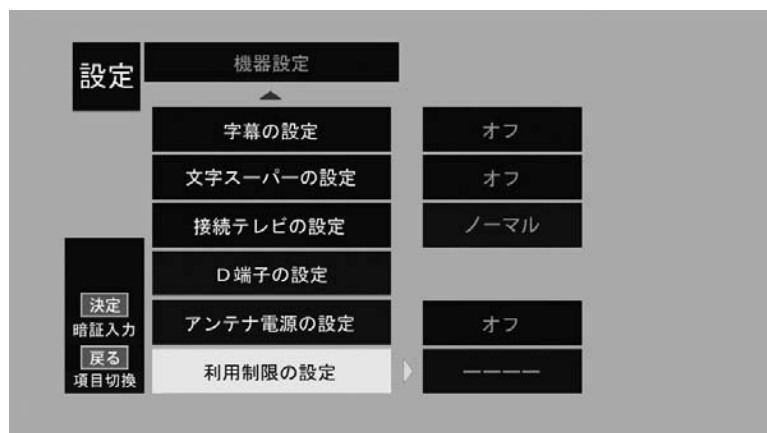 設定
機器設定
字幕の設定 オフ
文字スーパーの設定 オフ
接続テレビの設定 ノーマル
D端子の設定
アンテナ電源の設定 オフ
利用制限の設定 ーーーー
決定
暗証入力
戻る
項目切換